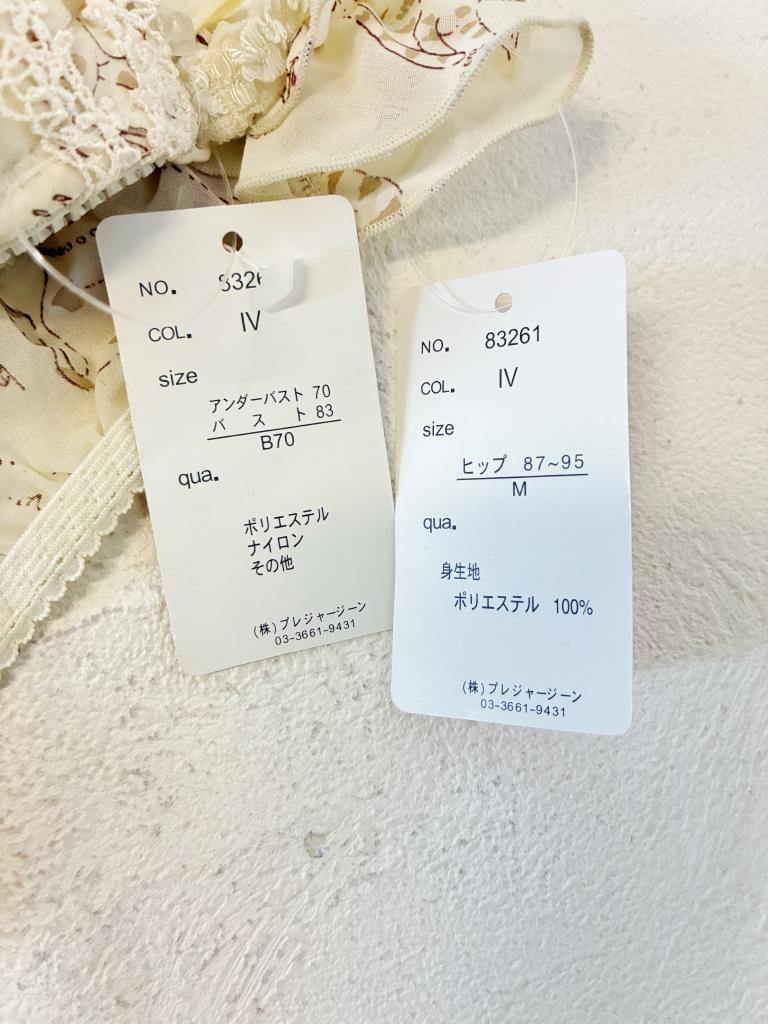 NO. 8326
COL. IV
size
アンダーバスト 70
バスト 83
B70
qua.
ポリエステル
ナイロン
その他
(株)プレジャージーン
03-3661-9431
NO. 83261
COL. IV
size
ヒップ 87~95
M
qua.
身生地
ポリエステル 100%
(株)プレジャージーン
03-3661-9431